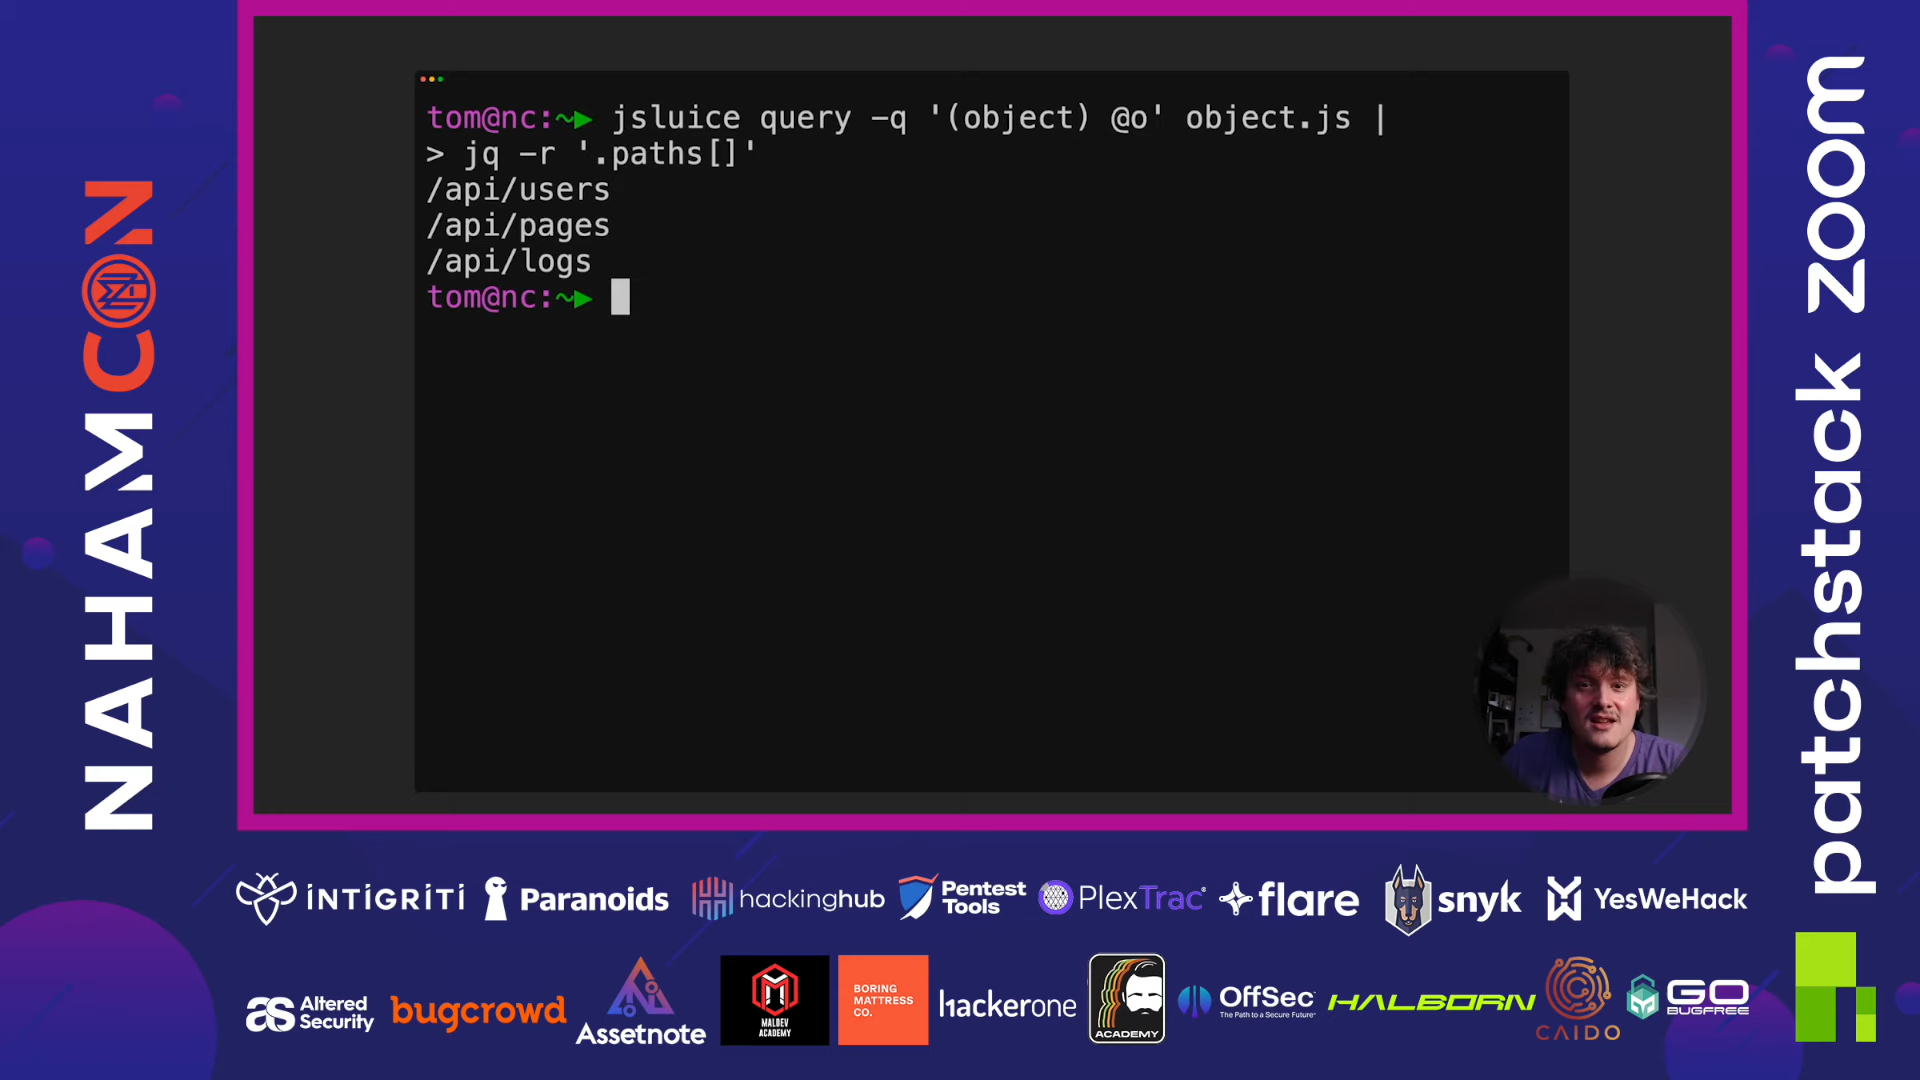 NAHAMCON
tom@nc:~▶ jsluice query -q '(object) @o' object.js |
> jq -r '.paths[]'
/api/users
/api/pages
/api/logs
tom@nc:~▶
patchstack zoom
INTIGRITI
Paranoids
hackinghub
Pentest
Tools
PlexTrac
flare
snyk
YesWeHack
as Altered
Security
bugcrowd
Assetnote
MALDEV
ACADEMY
BORING
MATTRESS
CO.
hackerone
ACADEMY
OffSec
The Path to a Secure Future
HALBORN
CAIDO
GO
BUGFREE